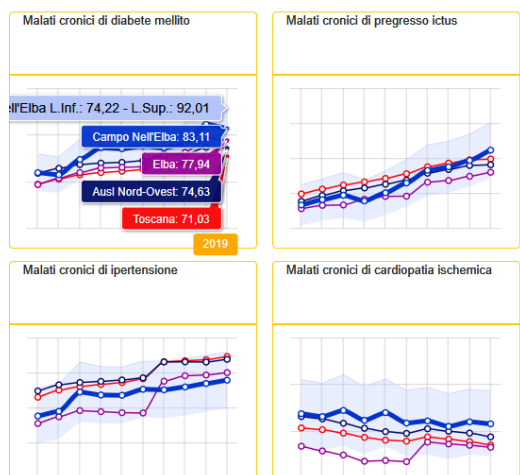 Malati cronici di diabete mellito
Malati cronici di pregresso ictus
ell'Elba L.Inf.: 74,22 - L.Sup.: 92,01
Campo Nell'Elba: 83,11
Elba: 77,94
Ausl Nord-Ovest: 74,63
Toscana: 71,03
2019
Malati cronici di ipertensione
Malati cronici di cardiopatia ischemica